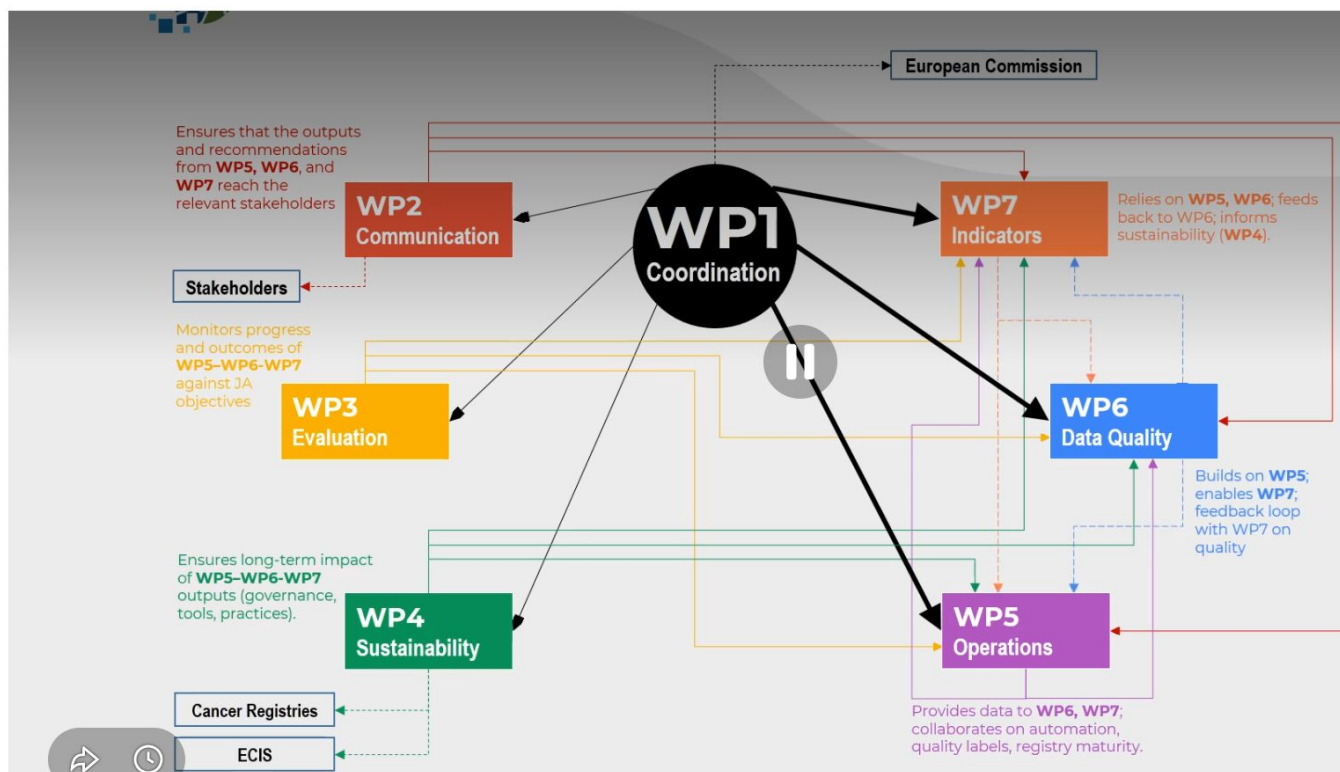 European Commission
Ensures that the outputs
and recommendations
from WP5, WP6, and
WP7 reach the
relevant stakeholders
WP2
Communication
WP1
Coordination
WP7
Indicators
Relies on WP5, WP6; feeds
back to WP6; informs
sustainability (WP4).
Stakeholders
Monitors progress
and outcomes of
WP5–WP6-WP7
against JA
objectives
WP3
Evaluation
WP6
Data Quality
Builds on WP5;
enables WP7;
feedback loop
with WP7 on
quality
Ensures long-term impact
of WP5–WP6-WP7
outputs (governance,
tools, practices).
WP4
Sustainability
WP5
Operations
Cancer Registries
ECIS
Provides data to WP6, WP7;
collaborates on automation,
quality labels, registry maturity.